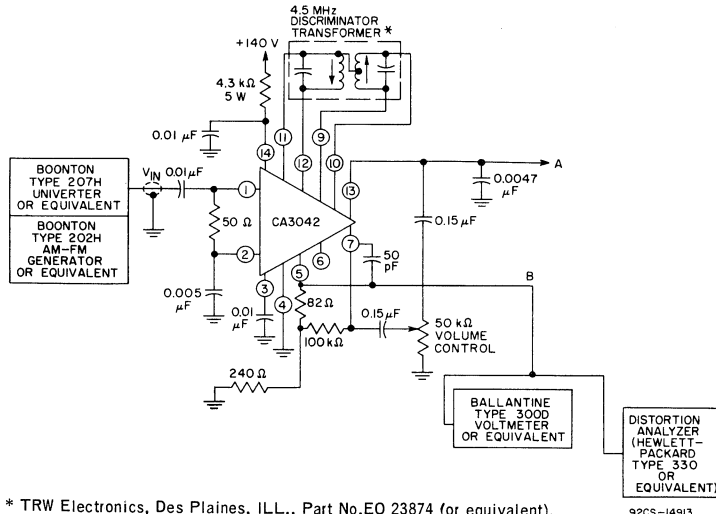 4.5 MHz
DISCRIMINATOR
TRANSFORMER *
+140 V
4.3 kΩ
5 W
0.01 μF
14
11
12
9
10
13
A
0.0047
μF
BOONTON
TYPE 207H
UNIVERTER
OR EQUIVALENT
BOONTON
TYPE 202H
AM-FM
GENERATOR
OR EQUIVALENT
VIN
0.01 μF
1
50 Ω
2
CA3042
0.005
μF
3
0.01
μF
4
5
6
7
50
pF
0.15 μF
B
82Ω
100 kΩ
0.15 μF
50 kΩ
VOLUME
CONTROL
240 Ω
BALLANTINE
TYPE 300D
VOLTMETER
OR EQUIVALENT
DISTORTION
ANALYZER
(HEWLETT-
PACKARD
TYPE 330
OR
EQUIVALENT)
* TRW Electronics, Des Plaines, ILL., Part No.EO 23874 (or equivalent).
92CS-14913